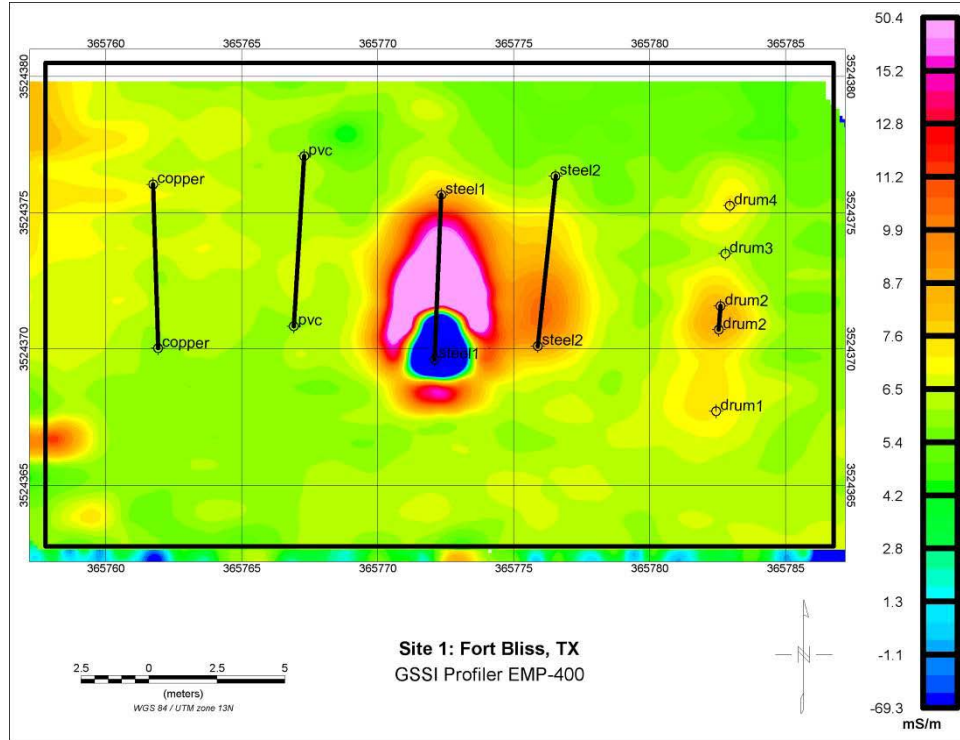 365760 365765 365770 365775 365780 365785
3524380 3524380
copper
pvc
steel1
steel2
drum4
3524375 3524375
drum3
drum2
pvc
drum2
copper
steel1
steel2
3524370 3524370
drum1
3524365 3524365
365760 365765 365770 365775 365780 365785
50.4
15.2
12.8
11.2
9.9
8.7
7.6
6.5
5.4
4.2
2.8
1.3
-1.1
-69.3
mS/m
Site 1: Fort Bliss, TX
GSSI Profiler EMP-400
2.5 0 2.5 5
(meters)
WGS 84 / UTM zone 13N
N